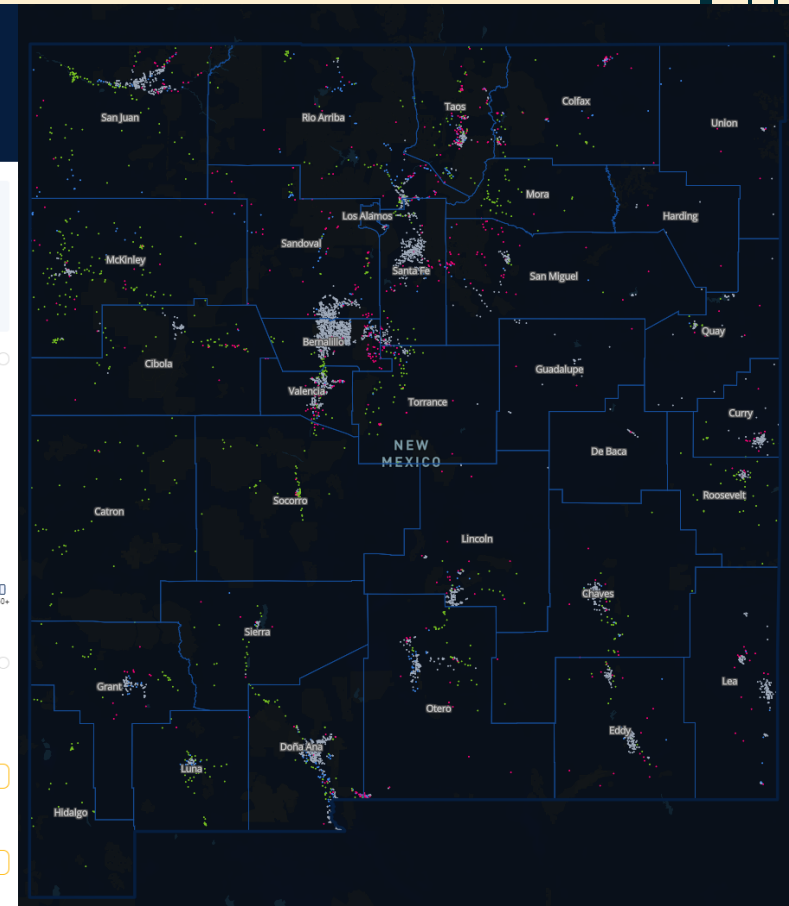 San Juan
Rio Arriba
Taos
Colfax
Union
Mora
Los Alamos
Harding
Sandoval
McKinley
Santa Fe
San Miguel
Quay
Bernalillo
Cibola
Guadalupe
Valencia
Torrance
Curry
NEW
MEXICO
De Baca
Roosevelt
Socorro
Catron
Lincoln
Chaves
0+
Sierra
Grant
Lea
Otero
Eddy
Doña Ana
Luna
Hidalgo